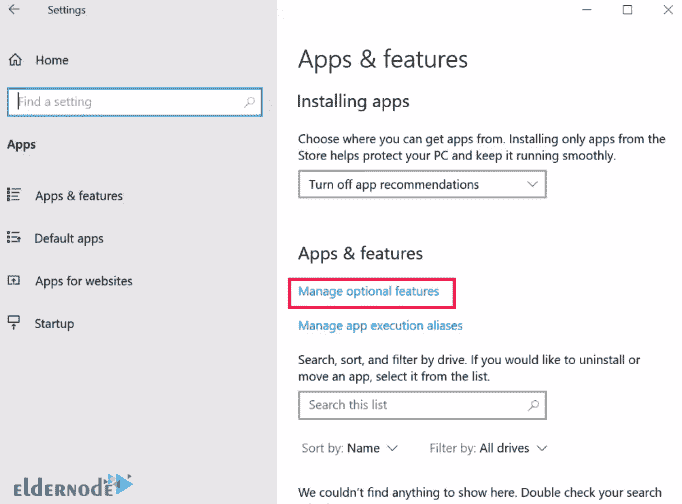 Settings
Home
Find a setting
Apps
Apps & features
Default apps
Apps for websites
Startup
Apps & features
Installing apps
Choose where you can get apps from. Installing only apps from the
Store helps protect your PC and keep it running smoothly.
Turn off app recommendations
Apps & features
Manage optional features
Manage app execution aliases
Search, sort, and filter by drive. If you would like to uninstall or
move an app, select it from the list.
Search this list
Sort by: Name Filter by: All drives
We couldn't find anything to show here. Double check your search
eldernode